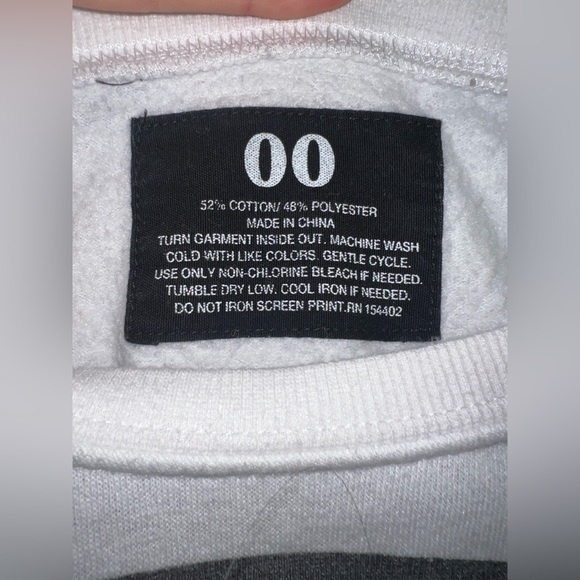 00
52% COTTON/ 48% POLYESTER
MADE IN CHINA
TURN GARMENT INSIDE OUT. MACHINE WASH
COLD WITH LIKE COLORS. GENTLE CYCLE.
USE ONLY NON-CHLORINE BLEACH IF NEEDED.
TUMBLE DRY LOW. COOL IRON IF NEEDED.
DO NOT IRON SCREEN PRINT.RN 154402